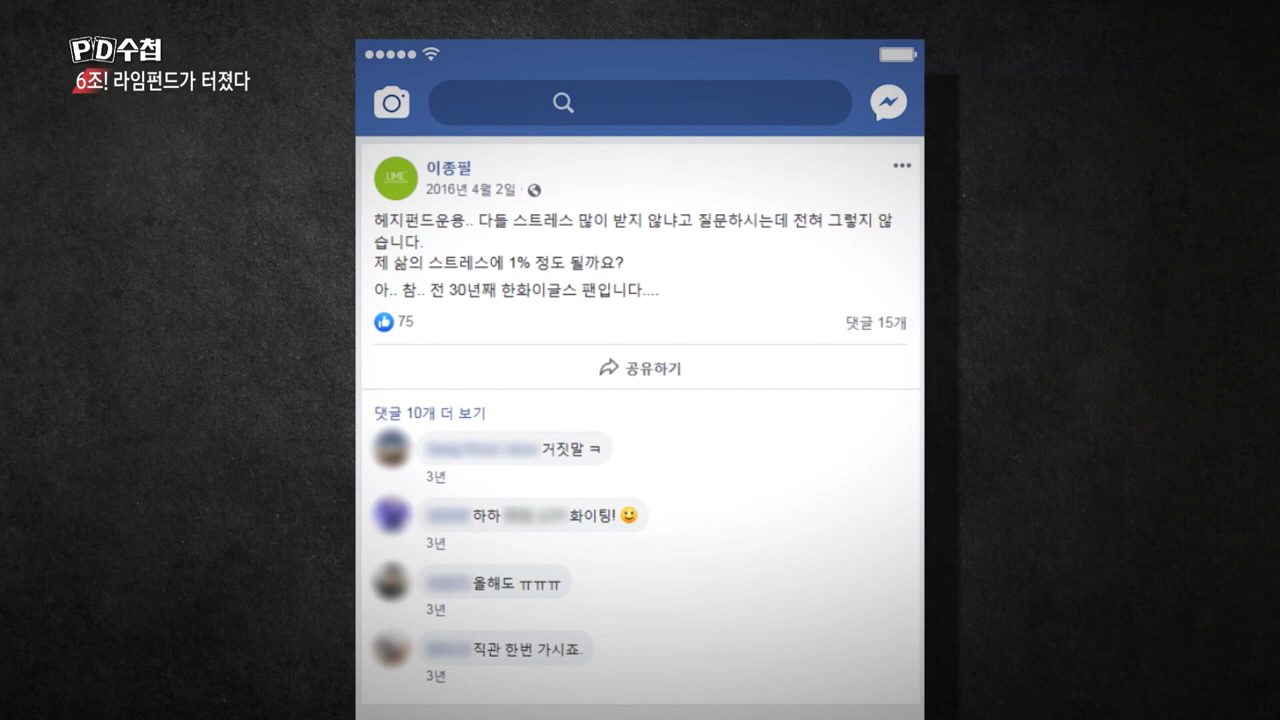 PD수첩
6조! 라임펀드가 터졌다
LIME
이종필
2016년 4월 2일 ·
헤지펀드운용.. 다들 스트레스 많이 받지 않냐고 질문하시는데 전혀 그렇지 않
습니다.
제 삶의 스트레스에 1% 정도 될까요?
아.. 참.. 전 30년째 한화이글스 팬입니다....
75
댓글 15개
공유하기
댓글 10개 더 보기
거짓말 ㅋ
3년
하하 화이팅!
3년
올해도 ㅠㅠㅠ
3년
직관 한번 가시죠.
3년